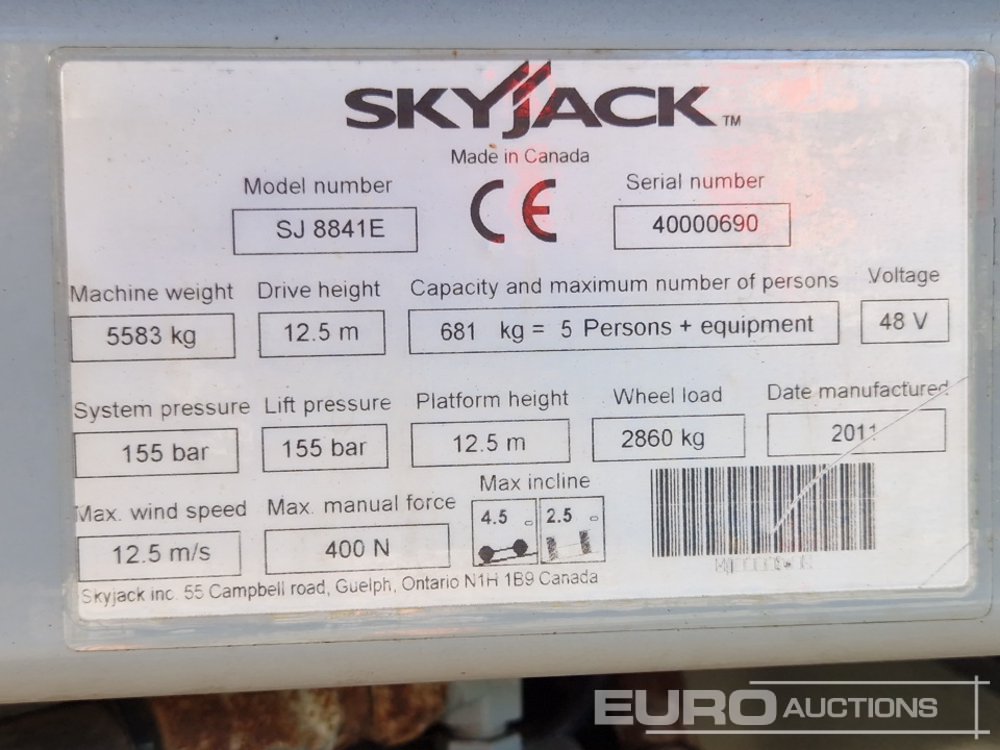 SKYJACK™
Made in Canada
Model number
SJ 8841E
CE
Serial number
40000690
Machine weight
5583 kg
Drive height
12.5 m
Capacity and maximum number of persons
681 kg = 5 Persons + equipment
Voltage
48 V
System pressure
155 bar
Lift pressure
155 bar
Platform height
12.5 m
Wheel load
2860 kg
Date manufactured
2011
Max. wind speed
12.5 m/s
Max. manual force
400 N
Max incline
4.5
2.5
Skyjack inc. 55 Campbell road, Guelph, Ontario N1H 1B9 Canada
EURO AUCTIONS